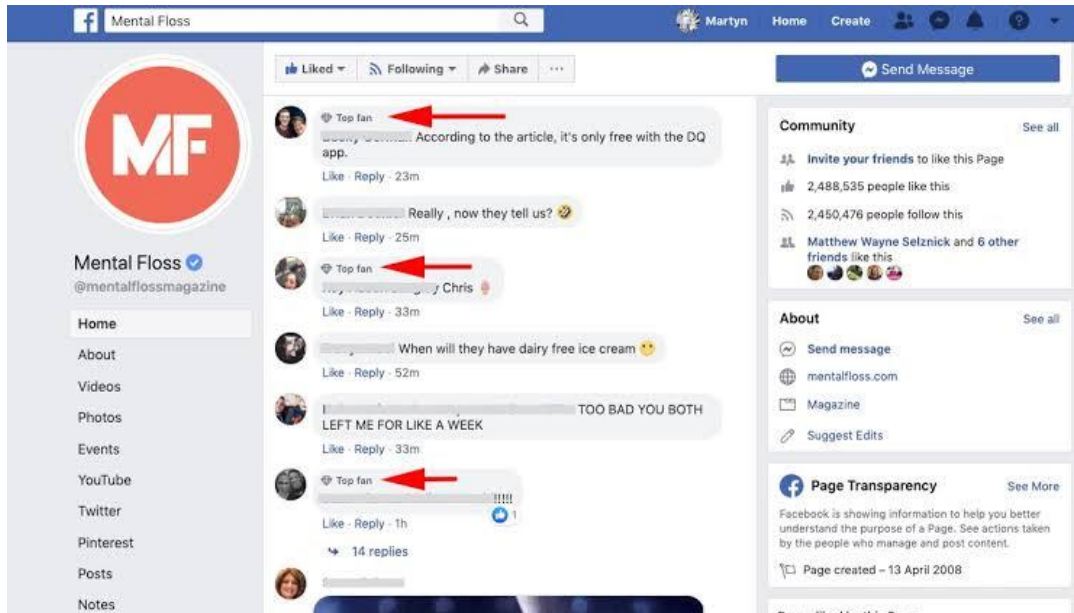 Mental Floss
Martyn
Home
Create
MF
Mental Floss
@mentalflossmagazine
Home
About
Videos
Photos
Events
YouTube
Twitter
Pinterest
Posts
Notes
Liked
Following
Share
...
Top fan
According to the article, it's only free with the DQ
app.
Like · Reply · 23m
Really , now they tell us? 🤣
Like · Reply · 25m
Top fan
Chris
Like · Reply · 33m
When will they have dairy free ice cream
Like · Reply · 52m
TOO BAD YOU BOTH
LEFT ME FOR LIKE A WEEK
Like · Reply · 33m
Top fan
!!!!!
1
Like · Reply · 1h
14 replies
Send Message
Community
See all
Invite your friends to like this Page
2,488,535 people like this
2,450,476 people follow this
Matthew Wayne Selznick and 6 other
friends like this
About
See all
Send message
mentalfloss.com
Magazine
Suggest Edits
Page Transparency
See More
Facebook is showing information to help you better
understand the purpose of a Page. See actions taken
by the people who manage and post content.
Page created – 13 April 2008